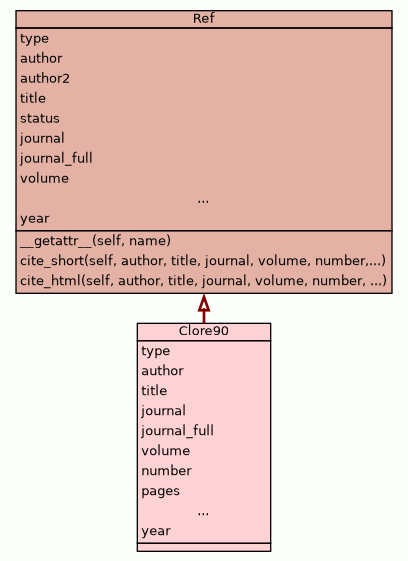 Ref
type
author
author2
title
status
journal
journal_full
volume
...
year
__getattr__(self, name)
cite_short(self, author, title, journal, volume, number,...)
cite_html(self, author, title, journal, volume, number, ...)
Clore90
type
author
title
journal
journal_full
volume
number
pages
...
year